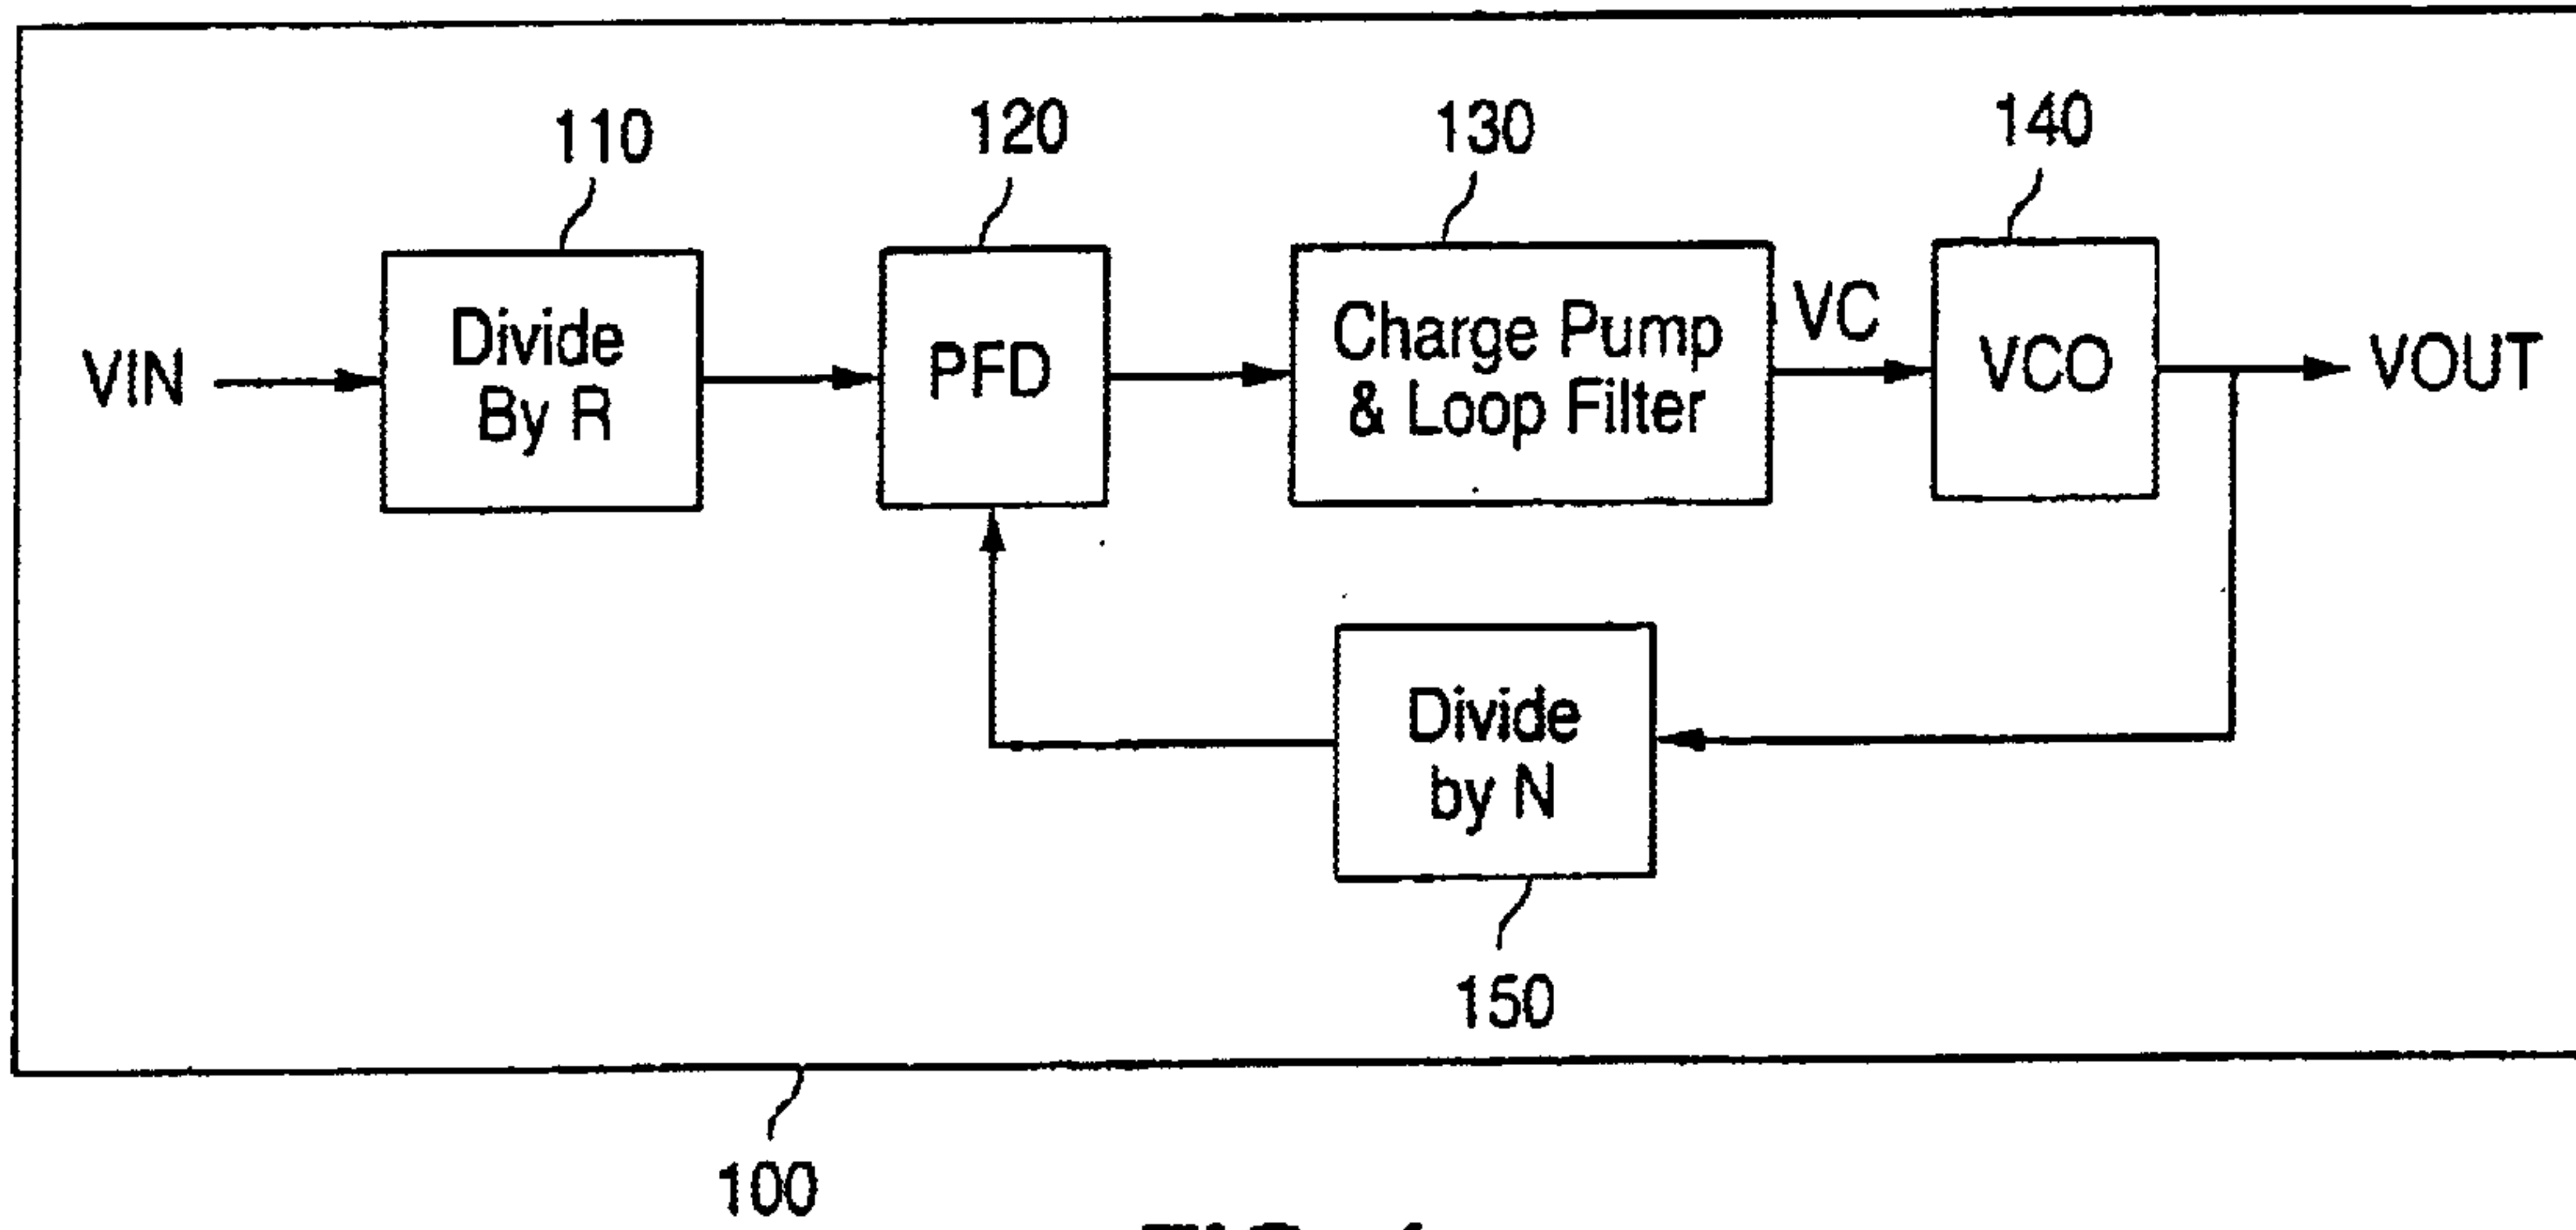 110
120
130
140
VIN
Divide
By R
PFD
Charge Pump
& Loop Filter
VC
VCO
VOUT
Divide
by N
150
100